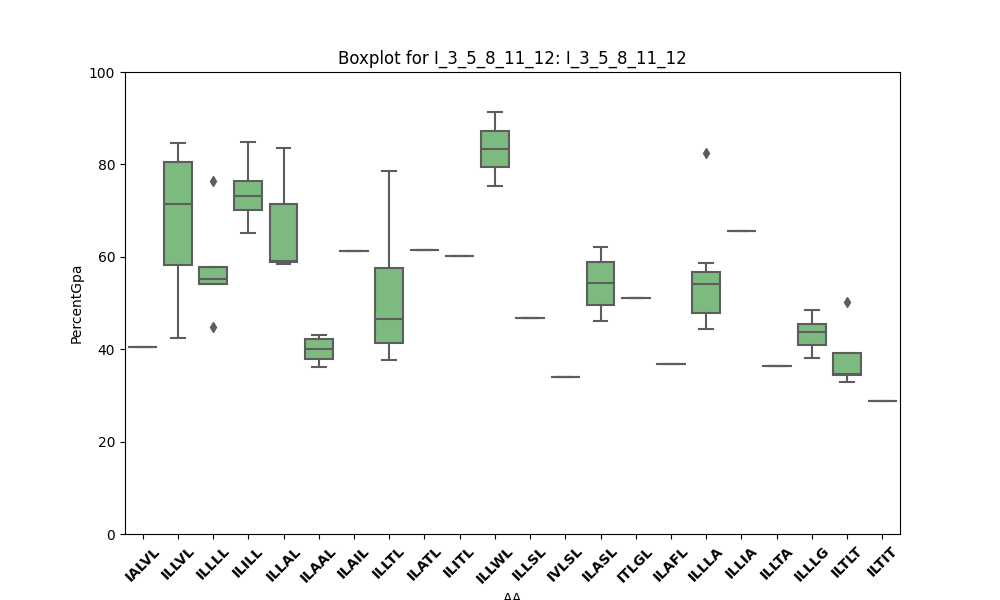 Boxplot for I_3_5_8_11_12: I_3_5_8_11_12
100
80
60
40
20
0
PercentGpa
IALVL ILLVL ILLLL ILILL ILLAL ILAAL ILAIL ILLTL ILATL ILITL ILLWL ILLSL IVLSL ILASL ITLGL ILAFL ILLLA ILLIA ILLTA ILLLG ILTLT ILTIT
AA